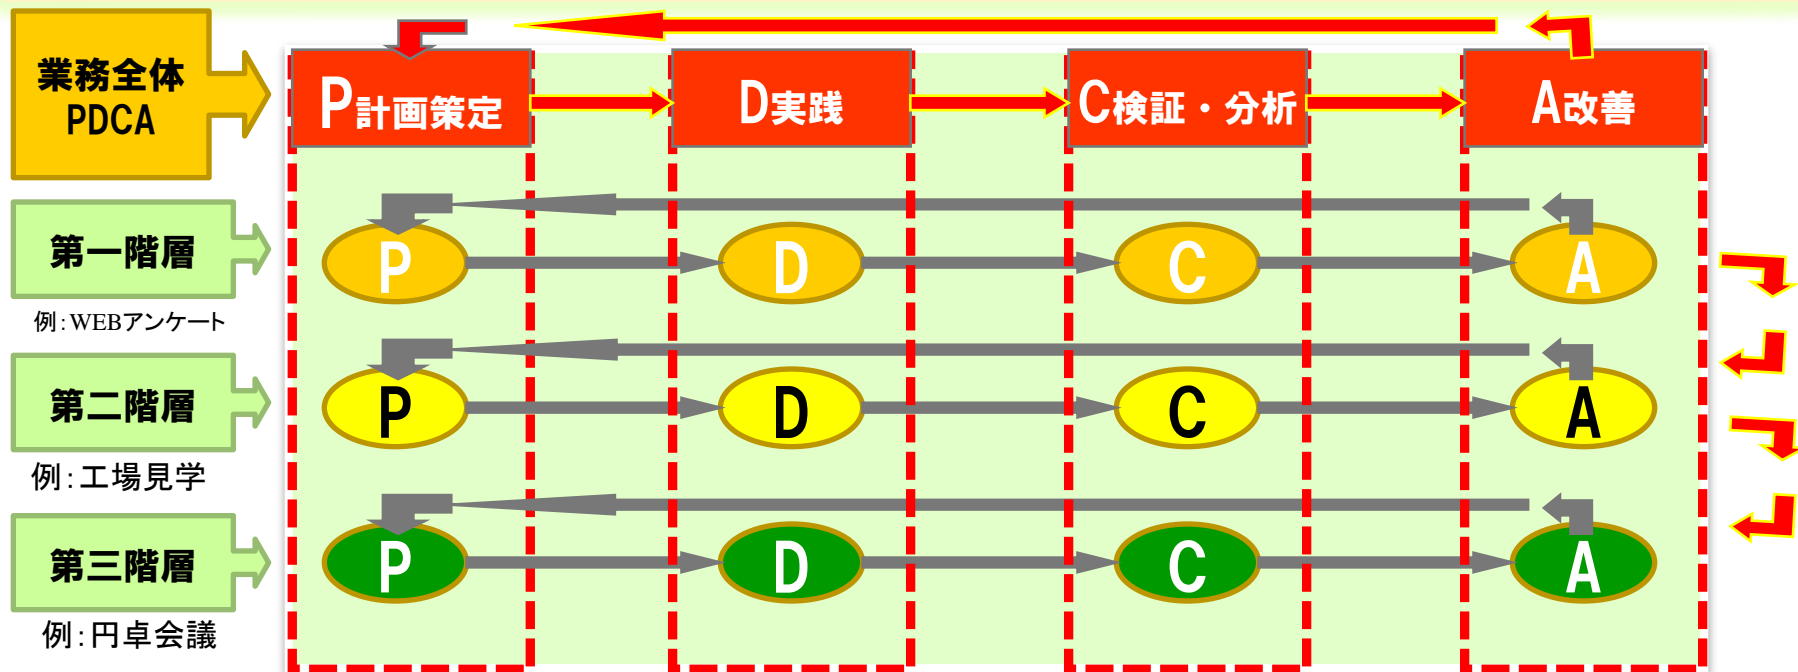 業務全体
PDCA
P計画策定
D実践
C検証・分析
A改善
第一階層
P
D
C
A
例：WEBアンケート
第二階層
P
D
C
A
例：工場見学
第三階層
P
D
C
A
例：円卓会議